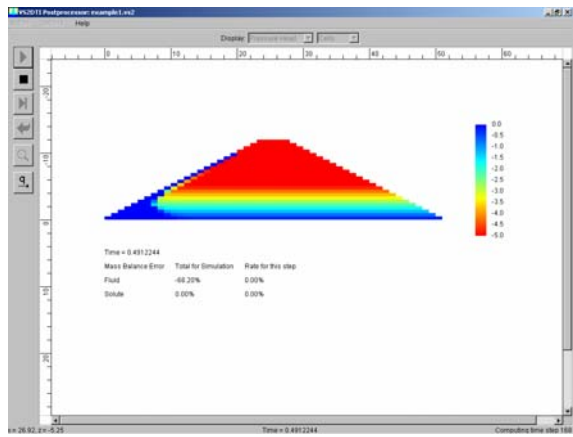 VS2DTI Postprocessor: example1.vs2
Help
Display: Pressure Head Cells
0 10 20 30 40 50 60
-20
-10
0
10
20
0.0
-0.5
-1.0
-1.5
-2.0
-2.5
-3.0
-3.5
-4.0
-4.5
-5.0
Time = 0.4912244
Mass Balance Error Total for Simulation Rate for this step
Fluid -68.20% 0.00%
Solute 0.00% 0.00%
x= 26.92, z=-5.25 Time = 0.4912244 Computing time step 168